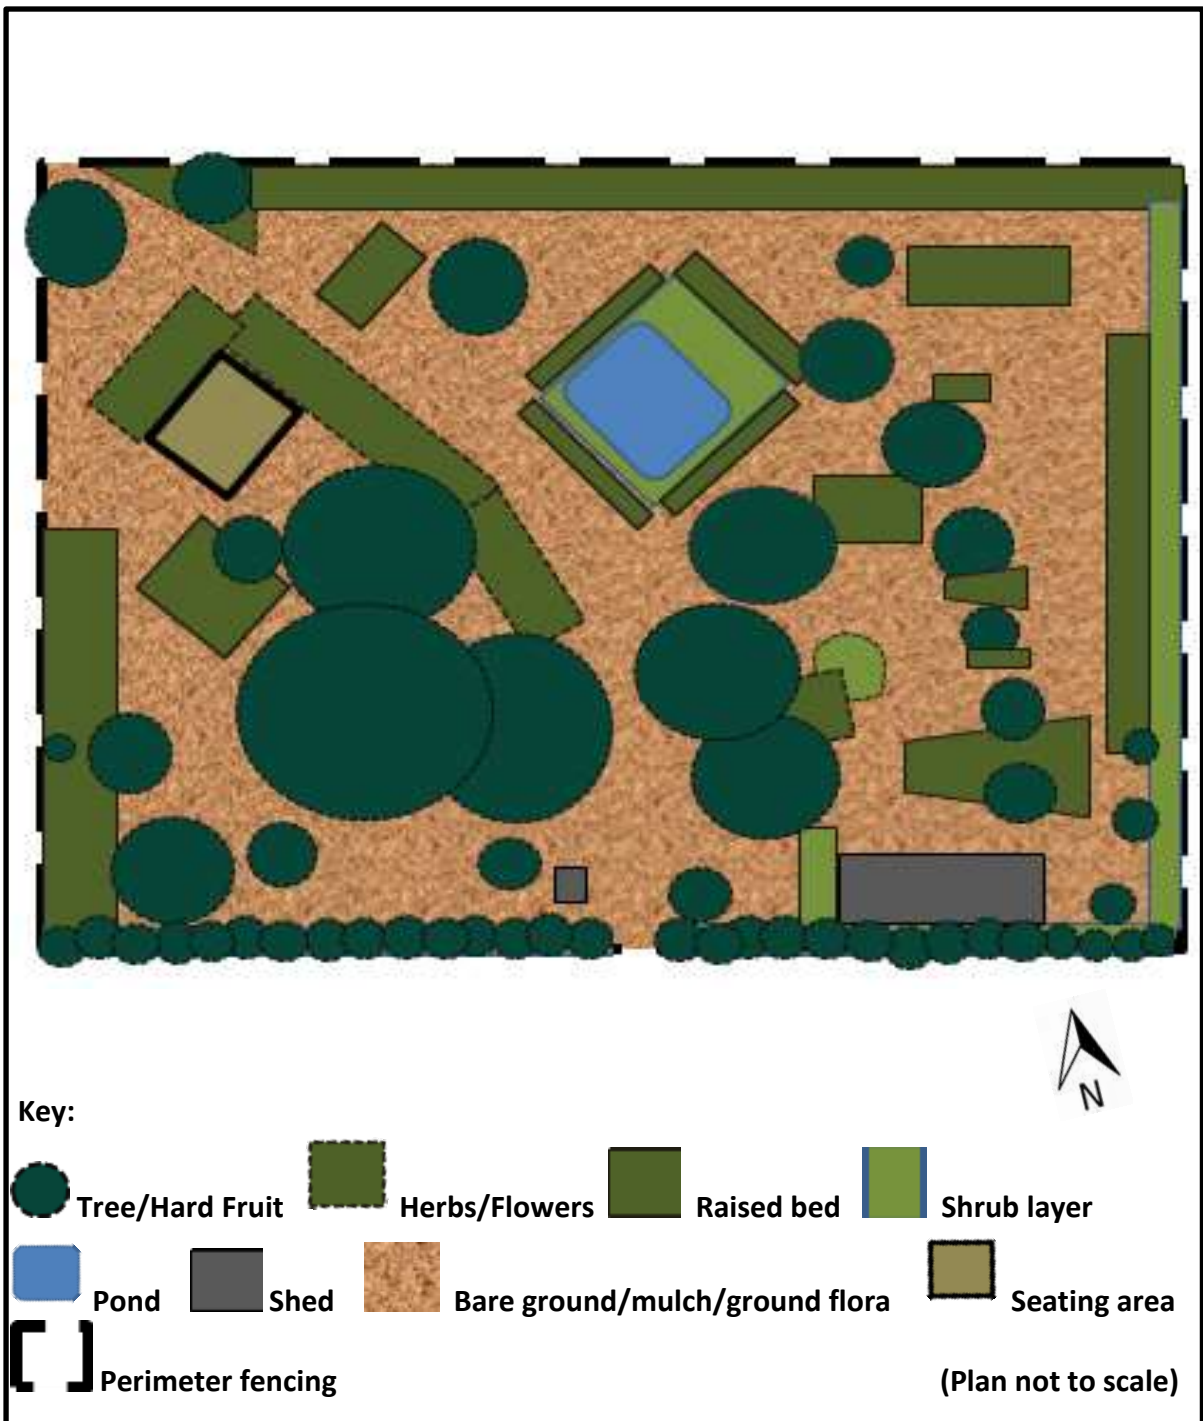 N
Key:
Tree/Hard Fruit Herbs/Flowers Raised bed Shrub layer
Pond Shed Bare ground/mulch/ground flora Seating area
Perimeter fencing (Plan not to scale)